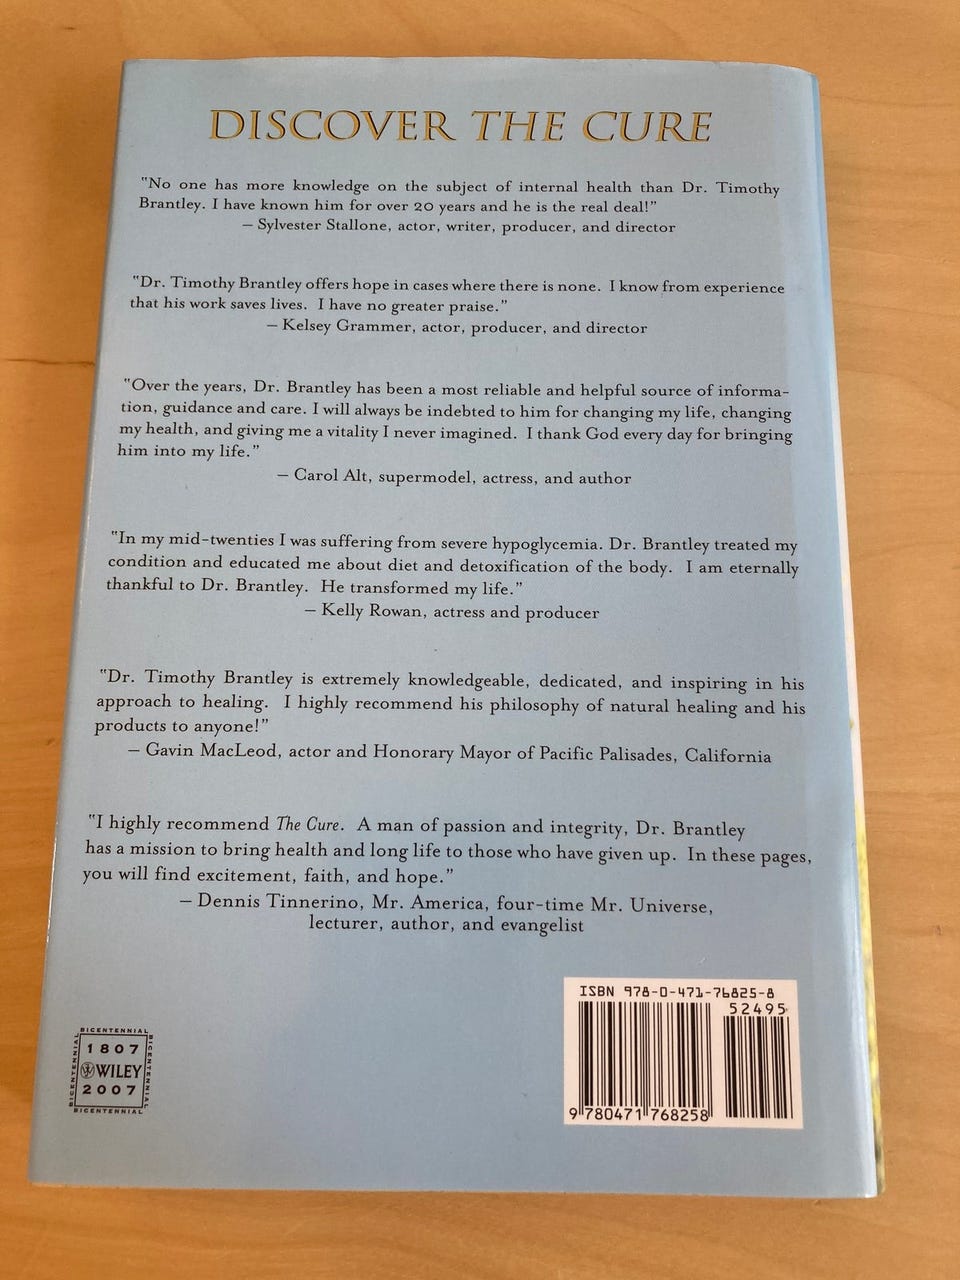 DISCOVER THE CURE
"No one has more knowledge on the subject of internal health than Dr. Timothy
Brantley. I have known him for over 20 years and he is the real deal!"
– Sylvester Stallone, actor, writer, producer, and director
"Dr. Timothy Brantley offers hope in cases where there is none. I know from experience
that his work saves lives. I have no greater praise."
– Kelsey Grammer, actor, producer, and director
"Over the years, Dr. Brantley has been a most reliable and helpful source of informa-
tion, guidance and care. I will always be indebted to him for changing my life, changing
my health, and giving me a vitality I never imagined. I thank God every day for bringing
him into my life."
– Carol Alt, supermodel, actress, and author
"In my mid-twenties I was suffering from severe hypoglycemia. Dr. Brantley treated my
condition and educated me about diet and detoxification of the body. I am eternally
thankful to Dr. Brantley. He transformed my life."
– Kelly Rowan, actress and producer
"Dr. Timothy Brantley is extremely knowledgeable, dedicated, and inspiring in his
approach to healing. I highly recommend his philosophy of natural healing and his
products to anyone!"
– Gavin MacLeod, actor and Honorary Mayor of Pacific Palisades, California
"I highly recommend The Cure. A man of passion and integrity, Dr. Brantley
has a mission to bring health and long life to those who have given up. In these pages,
you will find excitement, faith, and hope."
– Dennis Tinnerino, Mr. America, four-time Mr. Universe,
lecturer, author, and evangelist
ISBN 978-0-471-76825-8
52495
9 780471 768258
BICENTENNIAL
BICENTENNIAL
1807
WILEY
2007
BICENTENNIAL
BICENTENNIAL